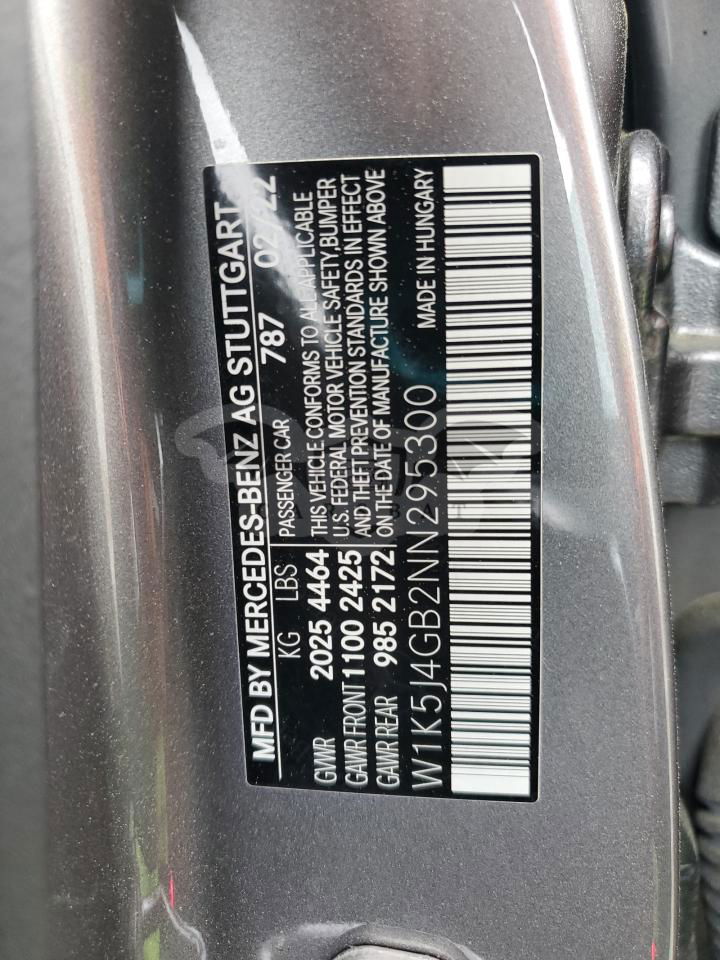 MFD BY MERCEDES-BENZ AG STUTTGART
787 02/22
KG LBS PASSENGER CAR
GVWR 2025 4464 THIS VEHICLE CONFORMS TO ALL APPLICABLE
GAWR FRONT 1100 2425 U.S. FEDERAL MOTOR VEHICLE SAFETY, BUMPER
GAWR REAR 985 2172 AND THEFT PREVENTION STANDARDS IN EFFECT
ON THE DATE OF MANUFACTURE SHOWN ABOVE
W1K5J4GB2NN295300 MADE IN HUNGARY